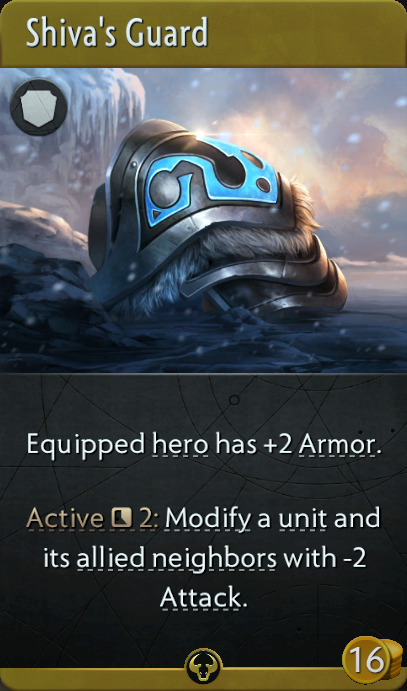 Shiva's Guard
Equipped hero has +2 Armor.
Active 2: Modify a unit and
its allied neighbors with -2
Attack.
16